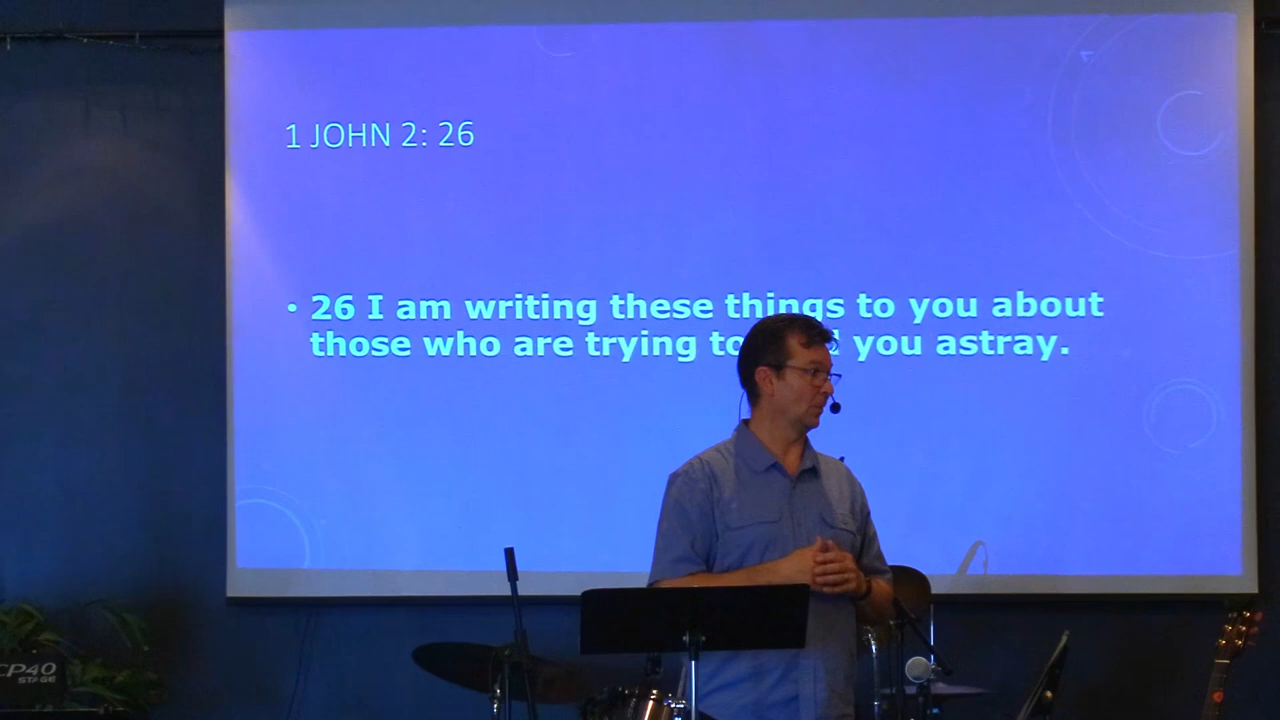 1 JOHN 2: 26
• 26 I am writing these things to you about
those who are trying to you astray.
CP40
STAGE